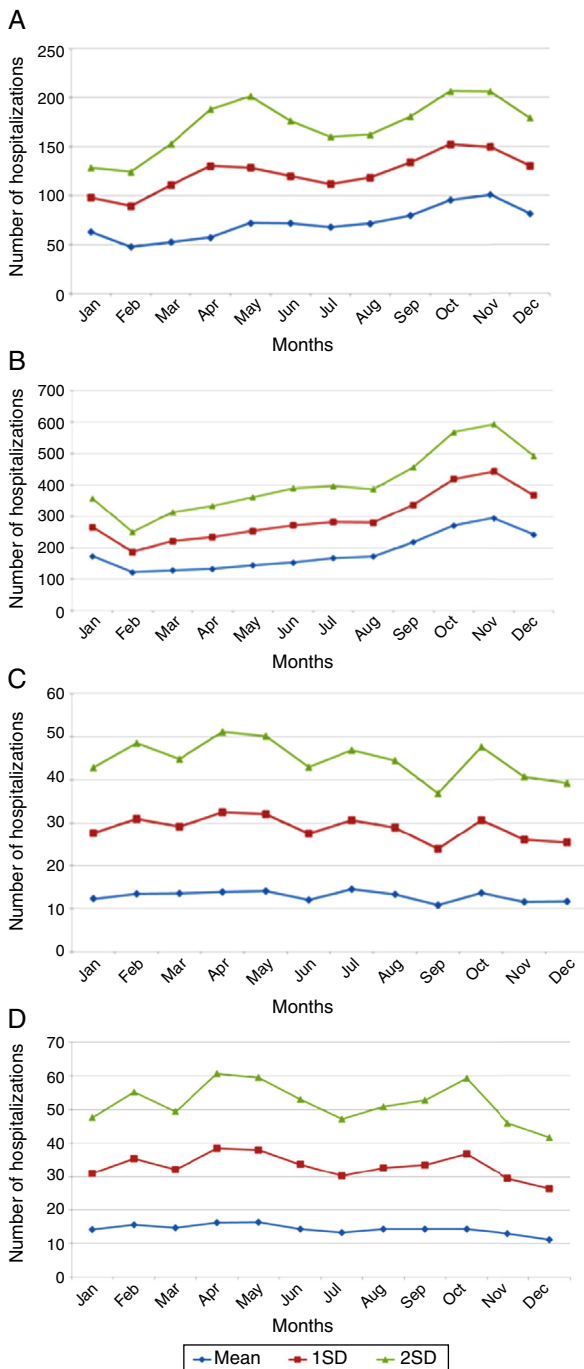 A
250
200
150
100
50
0
Number of hospitalizations
Jan Feb Mar Apr May Jun Jul Aug Sep Oct Nov Dec
Months
B
700
600
500
400
300
200
100
0
Number of hospitalizations
Jan Feb Mar Apr May Jun Jul Aug Sep Oct Nov Dec
Months
C
60
50
40
30
20
10
0
Number of hospitalizations
Jan Feb Mar Apr May Jun Jul Aug Sep Oct Nov Dec
Months
D
70
60
50
40
30
20
10
0
Number of hospitalizations
Jan Feb Mar Apr May Jun Jul Aug Sep Oct Nov Dec
Months
Mean 1SD 2SD